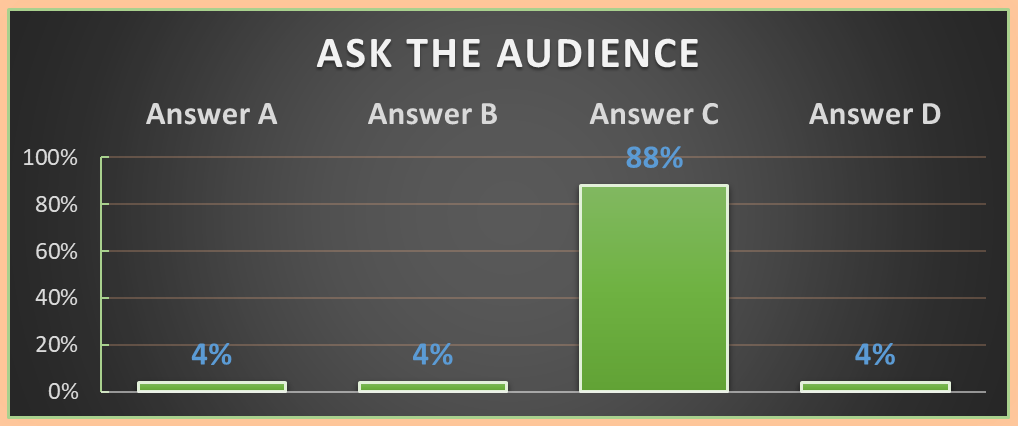 ASK THE AUDIENCE
Answer A Answer B Answer C Answer D
100%
88%
80%
60%
40%
20%
4% 4% 4%
0%